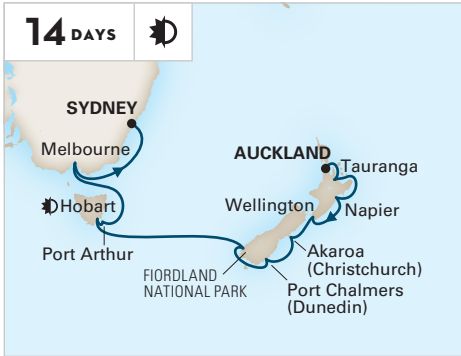 14 DAYS
SYDNEY
Melbourne
AUCKLAND
Tauranga
Wellington
Napier
Hobart
Port Arthur
Akaroa
(Christchurch)
FIORDLAND
NATIONAL PARK
Port Chalmers
(Dunedin)